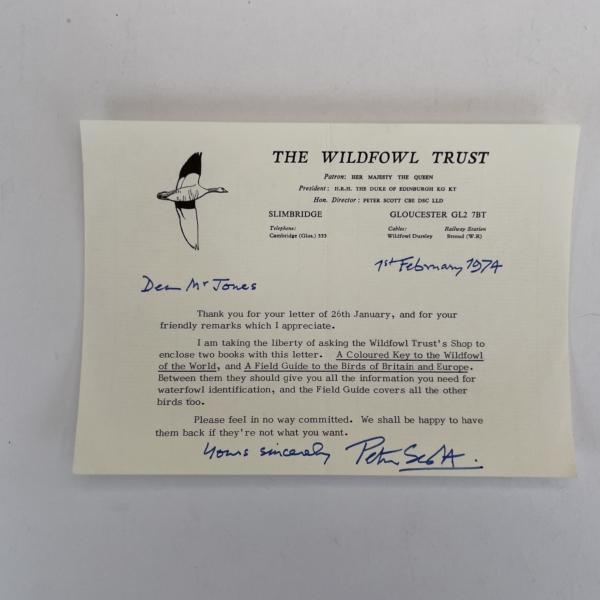 THE WILDFOWL TRUST
Patron: HER MAJESTY THE QUEEN
President: H.R.H. THE DUKE OF EDINBURGH KG KT
Hon. Director: PETER SCOTT CBE DSC LLD
SLIMBRIDGE GLOUCESTER GL2 7BT
Telephone: Cables: Railway Station
Cambridge (Glos.) 333 Wildfowl Dursley Stroud (W.R)
1st February 1974
Dear Mr Jones
Thank you for your letter of 26th January, and for your
friendly remarks which I appreciate.
I am taking the liberty of asking the Wildfowl Trust's Shop to
enclose two books with this letter. A Coloured Key to the Wildfowl
of the World, and A Field Guide to the Birds of Britain and Europe.
Between them they should give you all the information you need for
waterfowl identification, and the Field Guide covers all the other
birds too.
Please feel in no way committed. We shall be happy to have
them back if they're not what you want.
Yours sincerely Peter Scott.